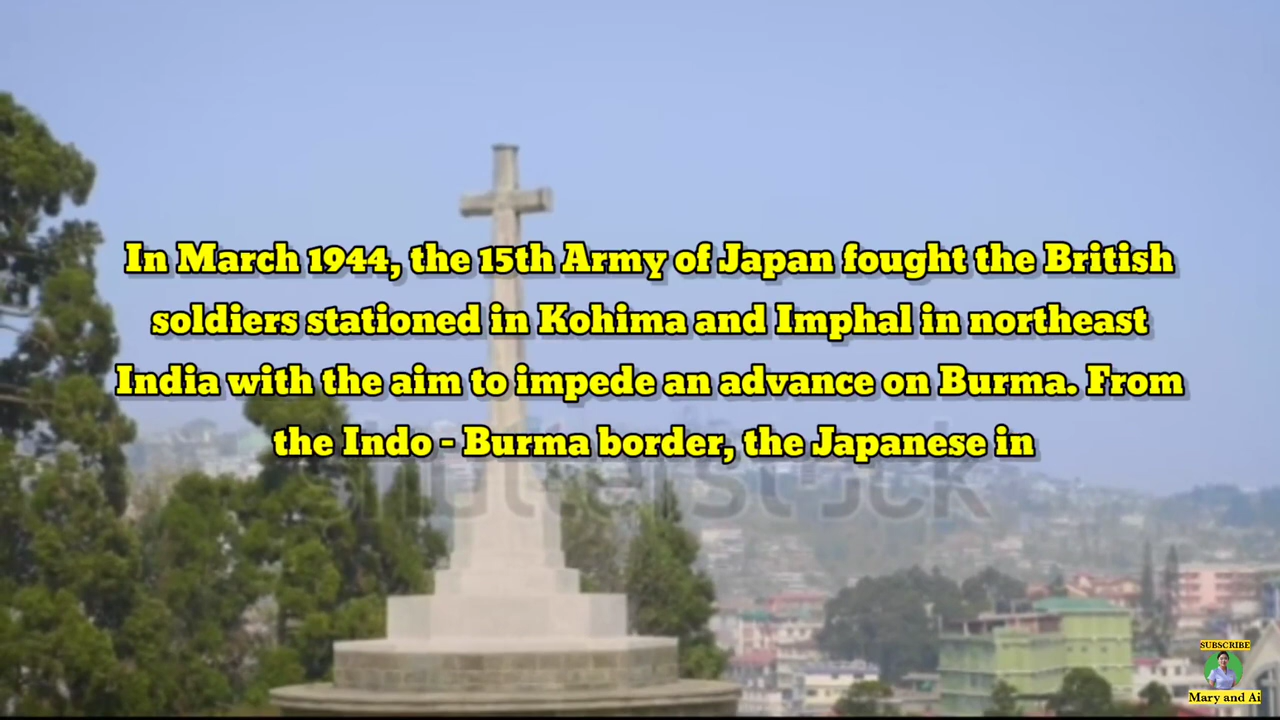 In March 1944, the 15th Army of Japan fought the British
soldiers stationed in Kohima and Imphal in northeast
India with the aim to impede an advance on Burma. From
the Indo - Burma border, the Japanese in
shutterstock
SUBSCRIBE
Mary and Ai